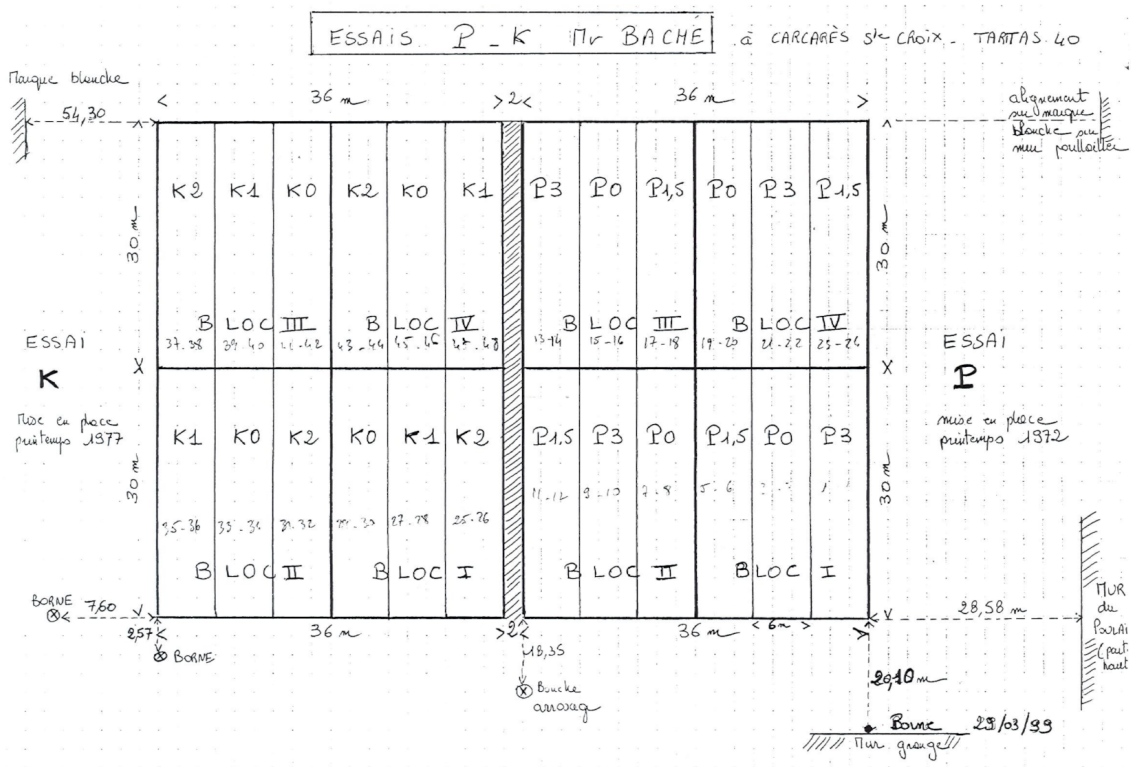 ESSAIS P_K Mr BACHÉ à CARCARÈS Ste CROIX_ TARTAS 40
Marque blanche
54,30
36 m 2 36 m
alignement
sur marque
blanche sur
mur poullailler
K2 K1 K0 K2 K0 K1 P3 P0 P1,5 P0 P3 P1,5
30 m 30 m
BLOC III BLOC IV BLOC III BLOC IV
37-38 39-40 41-42 43-44 45-46 47-48 13-14 15-16 17-18 19-20 21-22 23-24
ESSAI
K
Mise en place
printemps 1977
ESSAI
P
mise en place
printemps 1972
K1 K0 K2 K0 K1 K2 P1,5 P3 P0 P1,5 P0 P3
30 m 30 m
11-12 9-10 7-8 5-6
35-36 33-34 31-32 29-30 27-28 25-26
BLOC II BLOC I BLOC II BLOC I
BORNE 7,60
2,57 36 m 2 36 m 6m
28,58 m
MUR
du
BORNE
18,35
Bouche
arrosag
20,10 m
Borne 29/03/99
Mur grange